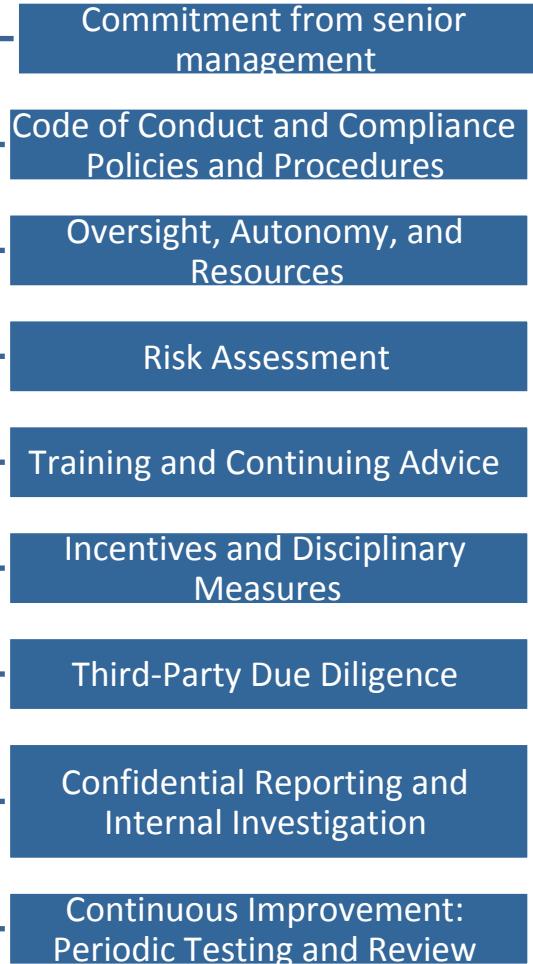 Commitment from senior
management
Code of Conduct and Compliance
Policies and Procedures
Oversight, Autonomy, and
Resources
Risk Assessment
Training and Continuing Advice
Incentives and Disciplinary
Measures
Third-Party Due Diligence
Confidential Reporting and
Internal Investigation
Continuous Improvement:
Periodic Testing and Review